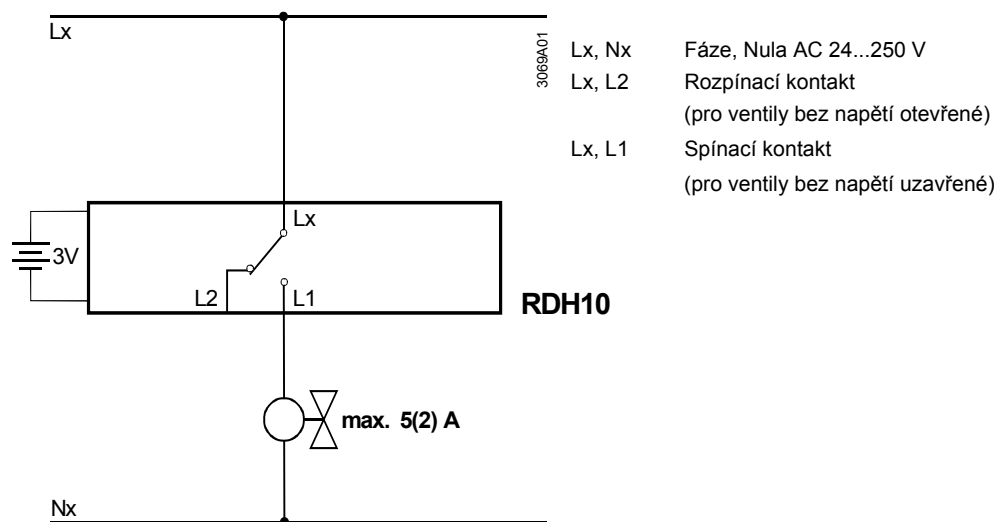 Lx
3069A01
Lx, Nx Fáze, Nula AC 24...250 V
Lx, L2 Rozpínací kontakt
(pro ventily bez napětí otevřené)
Lx, L1 Spínací kontakt
(pro ventily bez napětí uzavřené)
Lx
3V
L2
L1
RDH10
max. 5(2) A
Nx